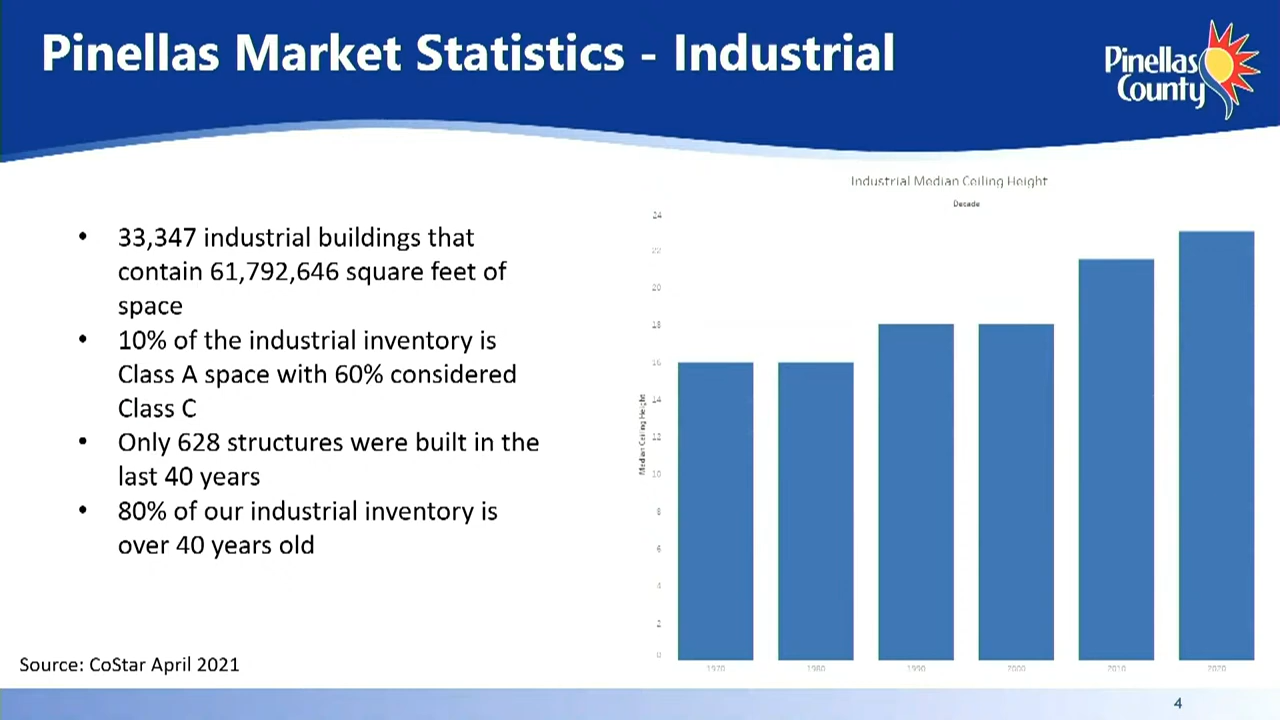 Pinellas Market Statistics - Industrial
Pinellas
County
• 33,347 industrial buildings that
contain 61,792,646 square feet of
space
• 10% of the industrial inventory is
Class A space with 60% considered
Class C
• Only 628 structures were built in the
last 40 years
• 80% of our industrial inventory is
over 40 years old
Source: CoStar April 2021
Industrial Median Ceiling Height
Decade
Median Ceiling Height
24
22
20
18
16
14
12
10
8
6
4
2
0
1970 1980 1990 2000 2010 2020
4